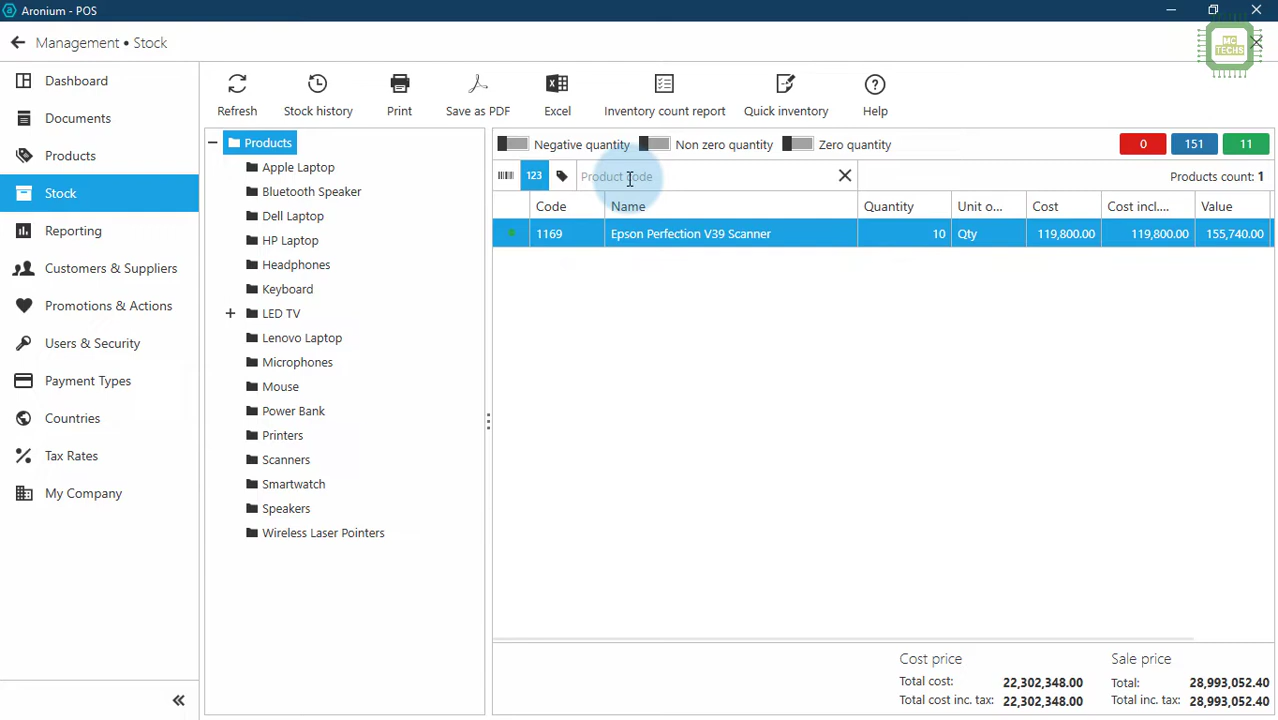 Aronium - POS
Management • Stock
MC
TECHS
Dashboard
Documents
Products
Stock
Reporting
Customers & Suppliers
Promotions & Actions
Users & Security
Payment Types
Countries
Tax Rates
My Company
Refresh
Stock history
Print
Save as PDF
Excel
Inventory count report
Quick inventory
Help
Products
Apple Laptop
Bluetooth Speaker
Dell Laptop
HP Laptop
Headphones
Keyboard
LED TV
Lenovo Laptop
Microphones
Mouse
Power Bank
Printers
Scanners
Smartwatch
Speakers
Wireless Laser Pointers
Negative quantity Non zero quantity Zero quantity 0 151 11
123 Product code Products count: 1
Code Name Quantity Unit o... Cost Cost incl.... Value
1169 Epson Perfection V39 Scanner 10 Qty 119,800.00 119,800.00 155,740.00
Cost price
Total cost: 22,302,348.00
Total cost inc. tax: 22,302,348.00
Sale price
Total: 28,993,052.40
Total inc. tax: 28,993,052.40